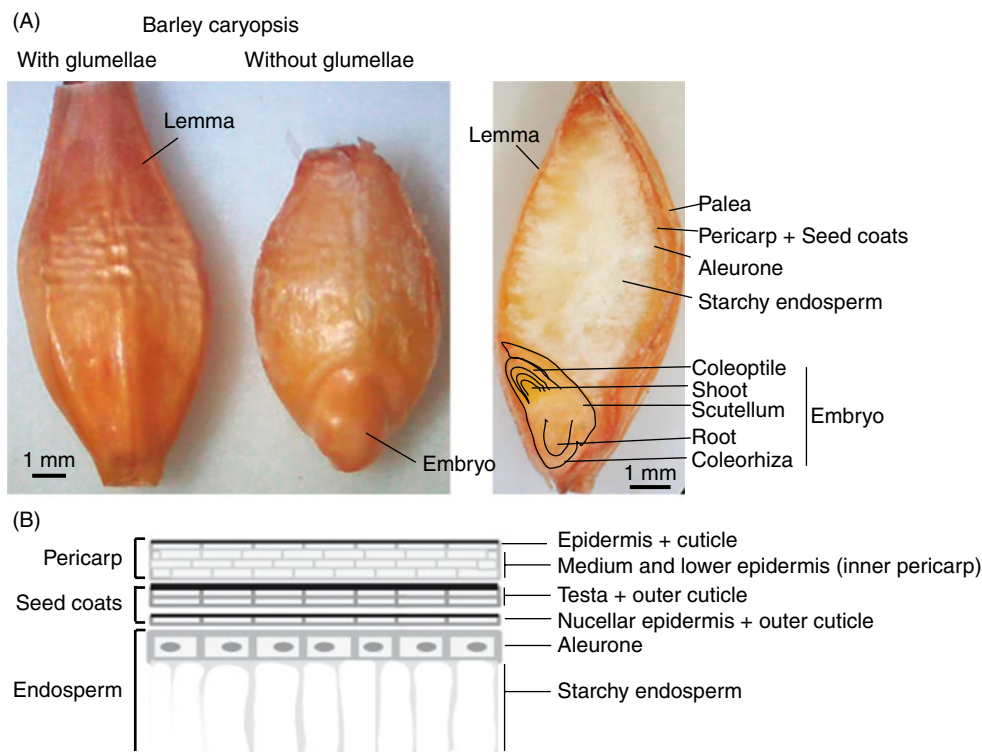 (A)
Barley caryopsis
With glumellae
Without glumellae
Lemma
Embryo
1 mm
Lemma
Palea
Pericarp + Seed coats
Aleurone
Starchy endosperm
Coleoptile
Shoot
Scutellum
Root
Coleorhiza
Embryo
1 mm
(B)
Pericarp
Seed coats
Endosperm
Epidermis + cuticle
Medium and lower epidermis (inner pericarp)
Testa + outer cuticle
Nucellar epidermis + outer cuticle
Aleurone
Starchy endosperm